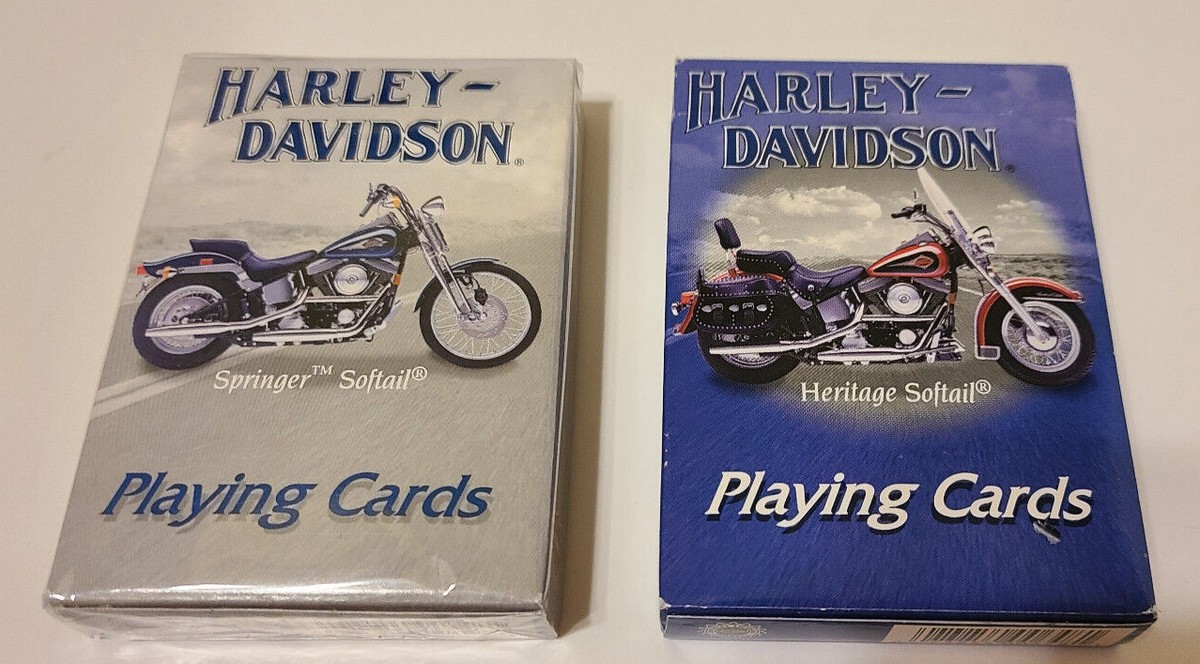 HARLEY-
DAVIDSON®
Springer™ Softail®
Playing Cards
HARLEY-
DAVIDSON®
Heritage Softail®
Playing Cards